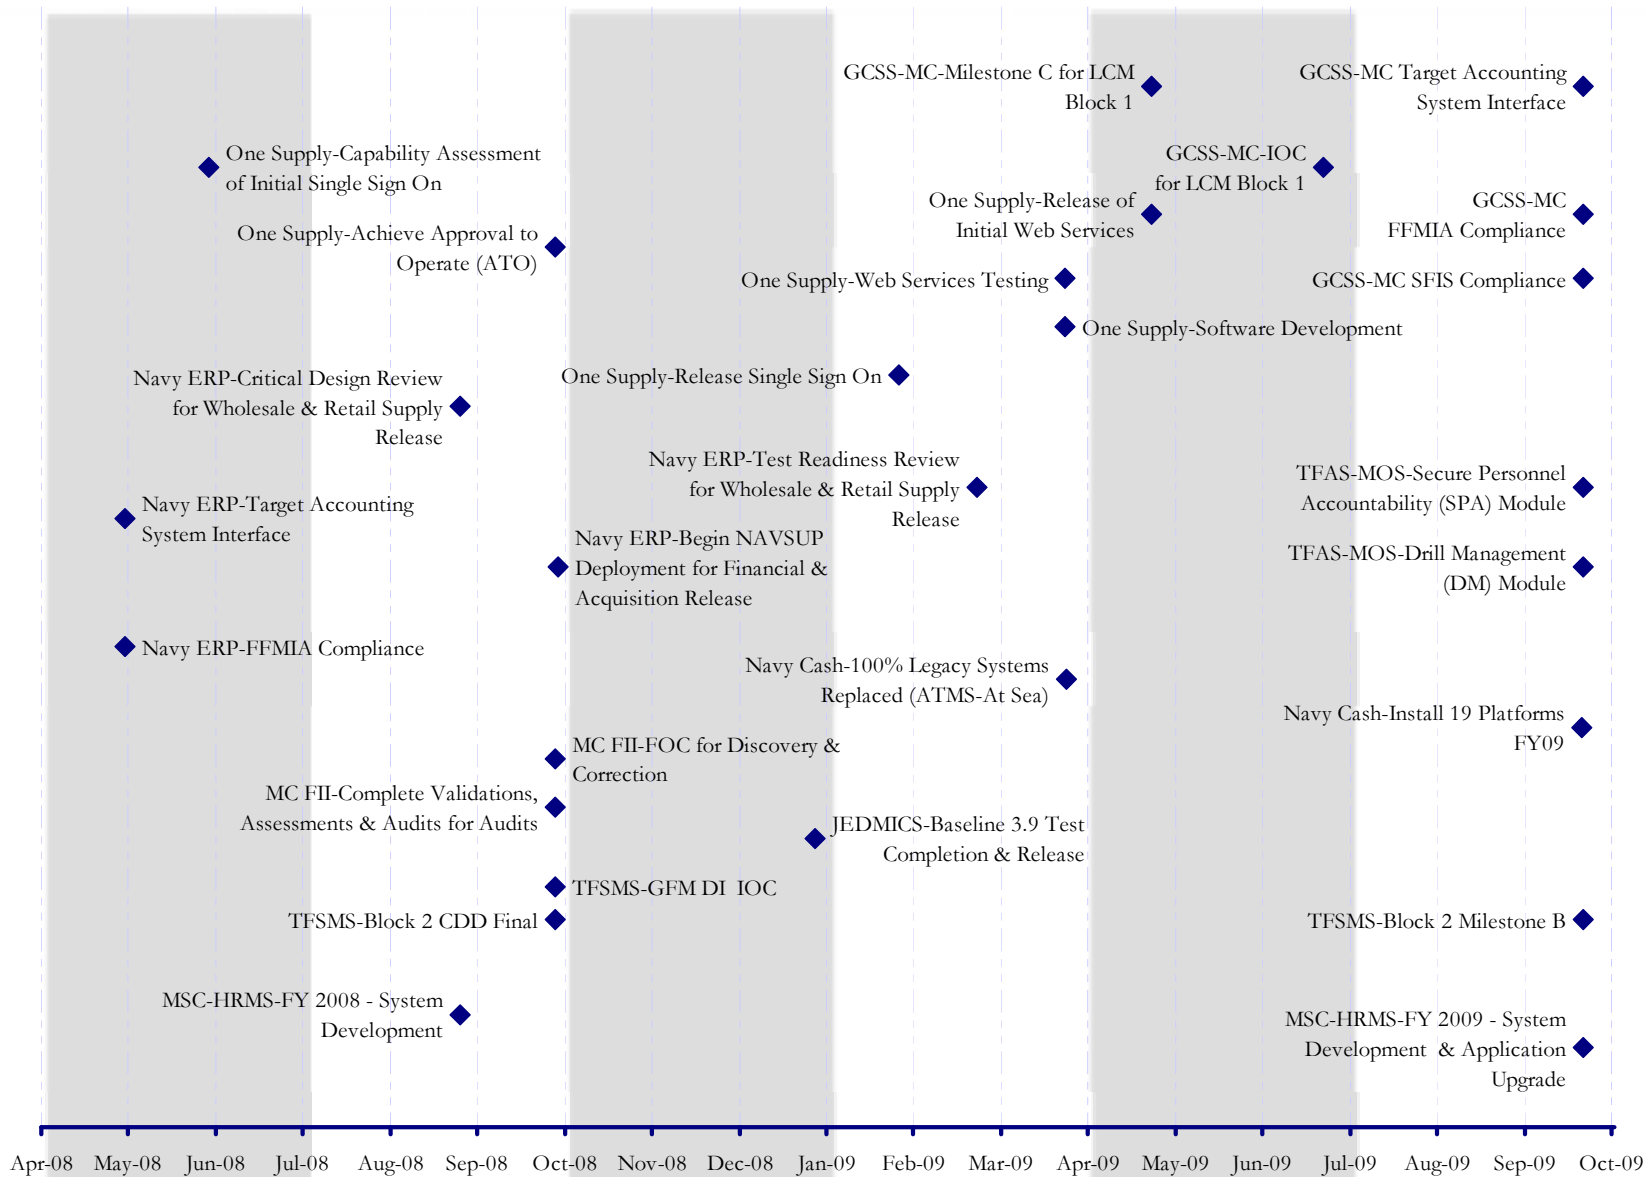 GCSS-MC-Milestone C for LCM
Block 1
GCSS-MC Target Accounting
System Interface
One Supply-Capability Assessment
of Initial Single Sign On
GCSS-MC-IOC
for LCM Block 1
One Supply-Release of
Initial Web Services
GCSS-MC
FFMIA Compliance
One Supply-Achieve Approval to
Operate (ATO)
One Supply-Web Services Testing
GCSS-MC SFIS Compliance
One Supply-Software Development
Navy ERP-Critical Design Review
for Wholesale & Retail Supply
Release
One Supply-Release Single Sign On
Navy ERP-Test Readiness Review
for Wholesale & Retail Supply
Release
TFAS-MOS-Secure Personnel
Accountability (SPA) Module
Navy ERP-Target Accounting
System Interface
Navy ERP-Begin NAVSUP
Deployment for Financial &
Acquisition Release
TFAS-MOS-Drill Management
(DM) Module
Navy ERP-FFMIA Compliance
Navy Cash-100% Legacy Systems
Replaced (ATMS-At Sea)
Navy Cash-Install 19 Platforms
FY09
MC FII-FOC for Discovery &
Correction
MC FII-Complete Validations,
Assessments & Audits for Audits
JEDMICS-Baseline 3.9 Test
Completion & Release
TFSMS-GFM DI IOC
TFSMS-Block 2 CDD Final
TFSMS-Block 2 Milestone B
MSC-HRMS-FY 2008 - System
Development
MSC-HRMS-FY 2009 - System
Development & Application
Upgrade
Apr-08 May-08 Jun-08 Jul-08 Aug-08 Sep-08 Oct-08 Nov-08 Dec-08 Jan-09 Feb-09 Mar-09 Apr-09 May-09 Jun-09 Jul-09 Aug-09 Sep-09 Oct-09